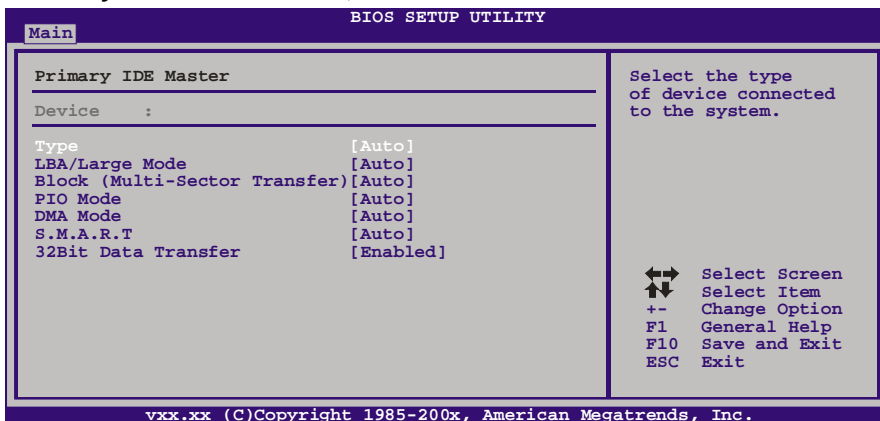 BIOS SETUP UTILITY
Main
Primary IDE Master
Device :
Type [Auto]
LBA/Large Mode [Auto]
Block (Multi-Sector Transfer)[Auto]
PIO Mode [Auto]
DMA Mode [Auto]
S.M.A.R.T [Auto]
32Bit Data Transfer [Enabled]
Select the type
of device connected
to the system.
Select Screen
Select Item
+- Change Option
F1 General Help
F10 Save and Exit
ESC Exit
vxx.xx (C)Copyright 1985-200x, American Megatrends, Inc.